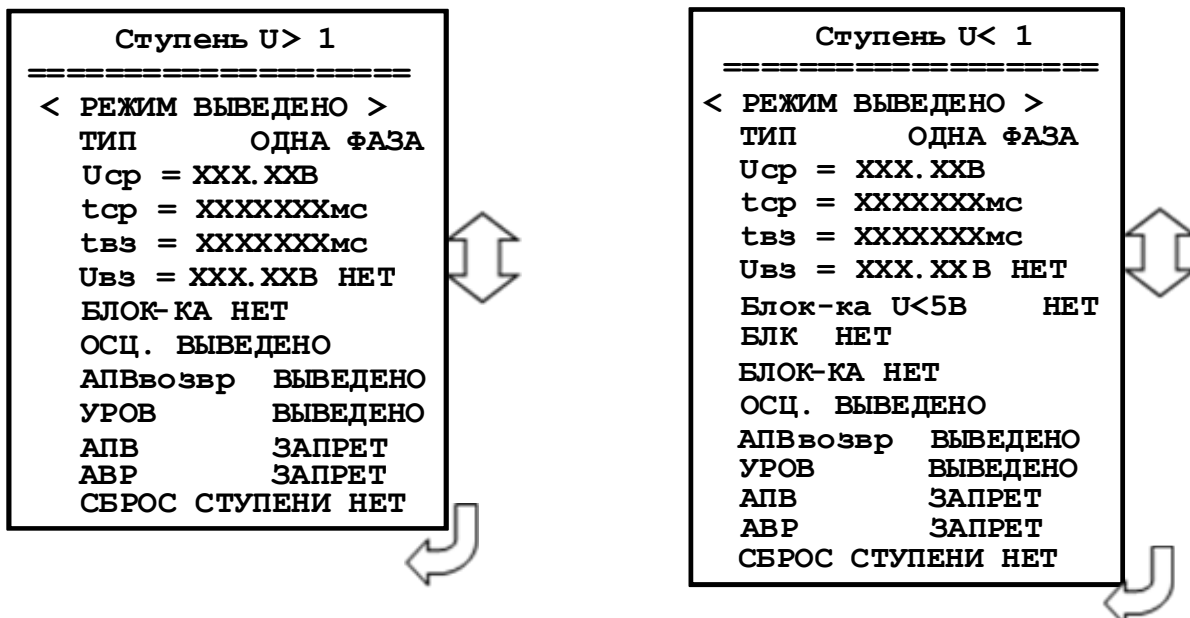 Ступень U> 1
====================
< РЕЖИМ ВЫВЕДЕНО >
ТИП ОДНА ФАЗА
Uср = XXX.XXВ
tср = XXXXXXXмс
tвз = XXXXXXXмс
Uвз = XXX.XXВ НЕТ
БЛОК-КА НЕТ
ОСЦ. ВЫВЕДЕНО
АПВвозвр ВЫВЕДЕНО
УРОВ ВЫВЕДЕНО
АПВ ЗАПРЕТ
АВР ЗАПРЕТ
СБРОС СТУПЕНИ НЕТ
Ступень U< 1
====================
< РЕЖИМ ВЫВЕДЕНО >
ТИП ОДНА ФАЗА
Uср = XXX.XXВ
tср = XXXXXXXмс
tвз = XXXXXXXмс
Uвз = XXX.XXВ НЕТ
Блок-ка U<5В НЕТ
БЛК НЕТ
БЛОК-КА НЕТ
ОСЦ. ВЫВЕДЕНО
АПВвозвр ВЫВЕДЕНО
УРОВ ВЫВЕДЕНО
АПВ ЗАПРЕТ
АВР ЗАПРЕТ
СБРОС СТУПЕНИ НЕТ